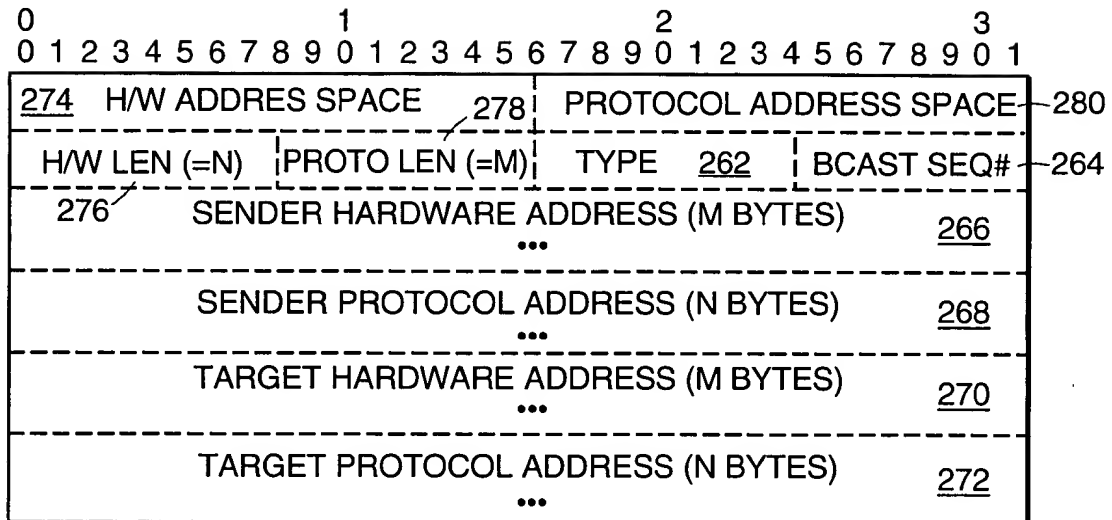 0 1 2 3
0 1 2 3 4 5 6 7 8 9 0 1 2 3 4 5 6 7 8 9 0 1 2 3 4 5 6 7 8 9 0 1
274 H/W ADDRES SPACE 278 PROTOCOL ADDRESS SPACE 280
H/W LEN (=N) PROTO LEN (=M) TYPE 262 BCAST SEQ# 264
276 SENDER HARDWARE ADDRESS (M BYTES) 266
•••
SENDER PROTOCOL ADDRESS (N BYTES) 268
•••
TARGET HARDWARE ADDRESS (M BYTES) 270
•••
TARGET PROTOCOL ADDRESS (N BYTES) 272
•••